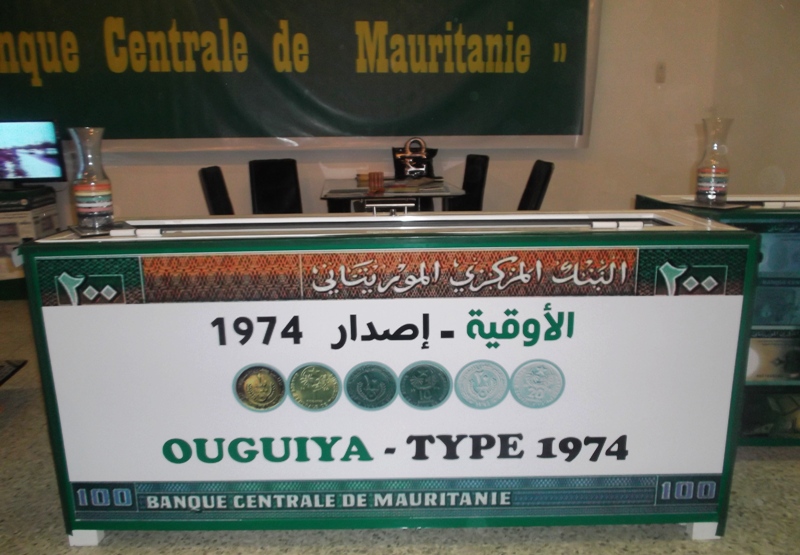 nque Centrale de Mauritanie »
٢٠٠ البنك المركزي الموريتاني ٢٠٠
الأوقية - إصدار 1974
20
OUGUIYA - TYPE 1974
100 BANQUE CENTRALE DE MAURITANIE 100